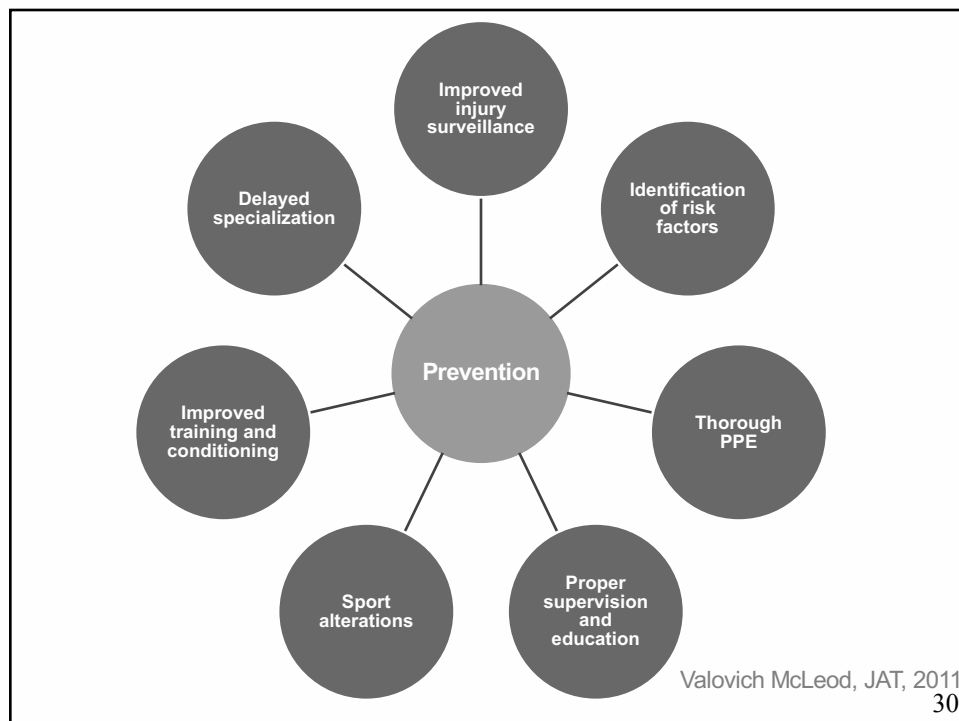 Improved
injury
surveillance
Identification
of risk
factors
Thorough
PPE
Proper
supervision
and
education
Sport
alterations
Improved
training and
conditioning
Delayed
specialization
Prevention
Valovich McLeod, JAT, 2011
30